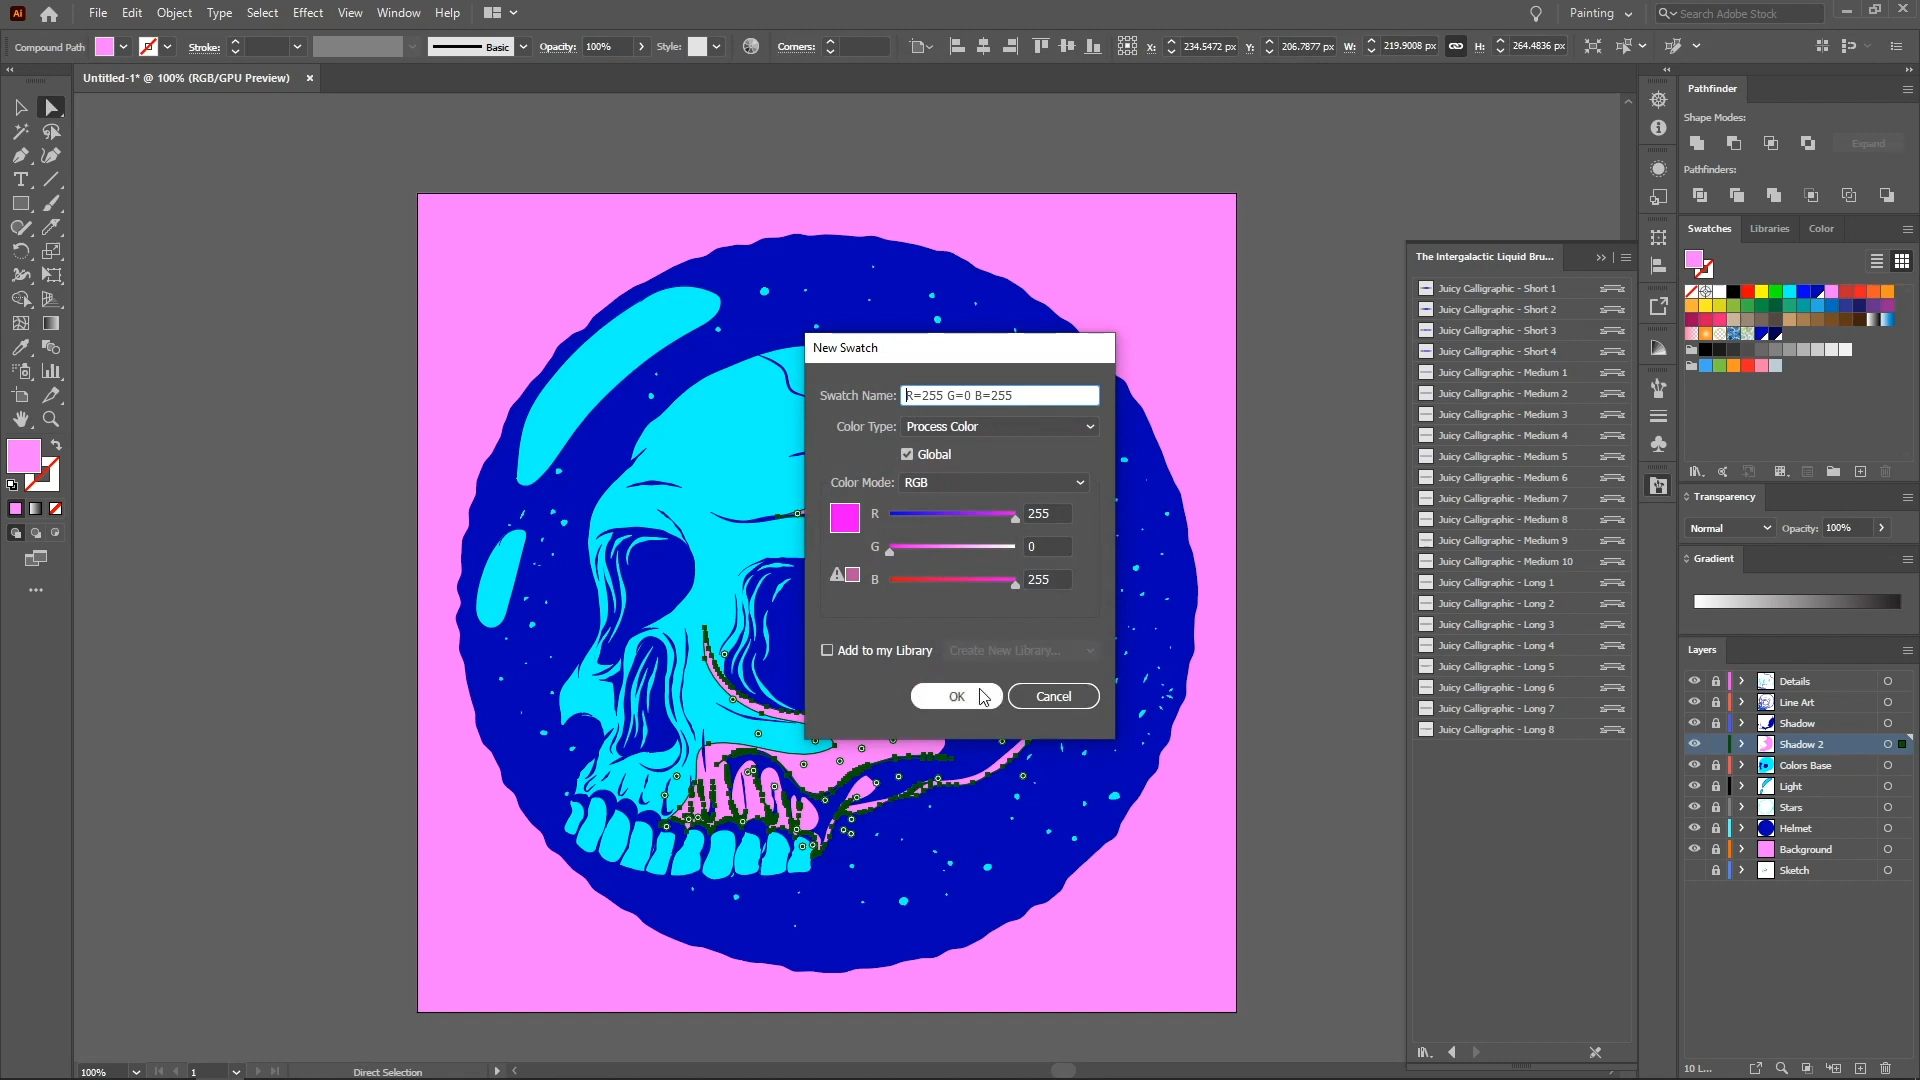 Ai File Edit Object Type Select Effect View Window Help Painting Search Adobe Stock
Compound Path Stroke: Basic Opacity: 100% Style: Corners: X: 234.5472 px Y: 206.7877 px W: 219.9008 px H: 264.4836 px
Untitled-1* @ 100% (RGB/GPU Preview)
Pathfinder
Shape Modes:
Expand
Pathfinders:
Swatches Libraries Color
The Intergalactic Liquid Bru...
Juicy Calligraphic - Short 1
Juicy Calligraphic - Short 2
Juicy Calligraphic - Short 3
Juicy Calligraphic - Short 4
Juicy Calligraphic - Medium 1
Juicy Calligraphic - Medium 2
Juicy Calligraphic - Medium 3
Juicy Calligraphic - Medium 4
Juicy Calligraphic - Medium 5
Juicy Calligraphic - Medium 6
Juicy Calligraphic - Medium 7
Juicy Calligraphic - Medium 8
Juicy Calligraphic - Medium 9
Juicy Calligraphic - Medium 10
Juicy Calligraphic - Long 1
Juicy Calligraphic - Long 2
Juicy Calligraphic - Long 3
Juicy Calligraphic - Long 4
Juicy Calligraphic - Long 5
Juicy Calligraphic - Long 6
Juicy Calligraphic - Long 7
Juicy Calligraphic - Long 8
New Swatch
Swatch Name: R=255 G=0 B=255
Color Type: Process Color
Global
Color Mode: RGB
R 255
G 0
B 255
Add to my Library Create New Library...
OK Cancel
Transparency
Normal Opacity: 100%
Gradient
Layers
Details
Line Art
Shadow
Shadow 2
Colors Base
Light
Stars
Helmet
Background
Sketch
100% 1 Direct Selection
10 L...